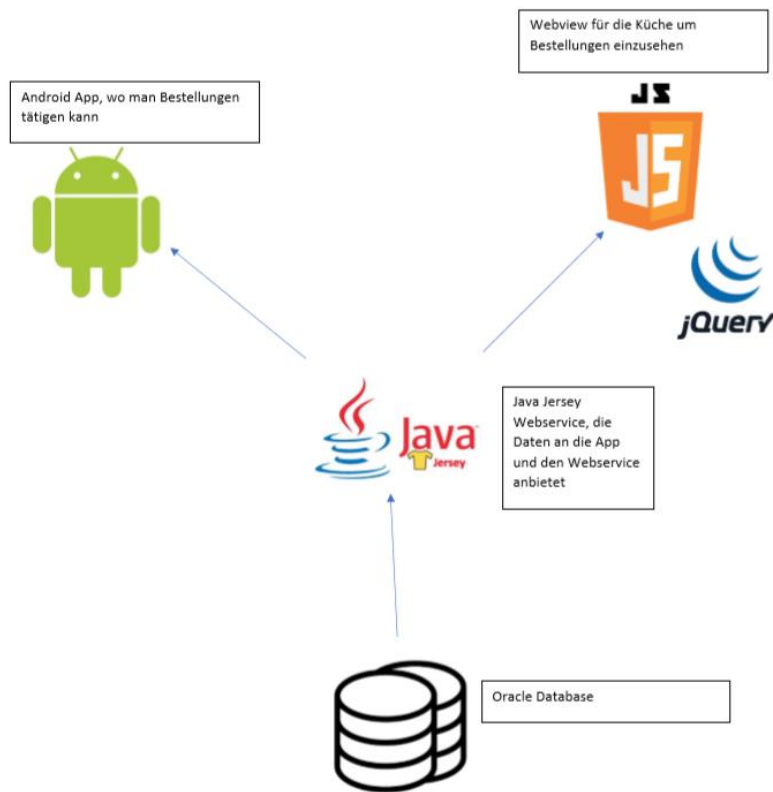 Webview für die Küche um
Bestellungen einzusehen
Android App, wo man Bestellungen
tätigen kann
JS
JS
jQuery
Java Jersey
Webservice, die
Daten an die App
und den Webservice
anbietet
Java
Jersey
Oracle Database